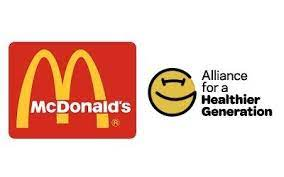 McDonald's
®
Alliance
for a
Healthier
Generation